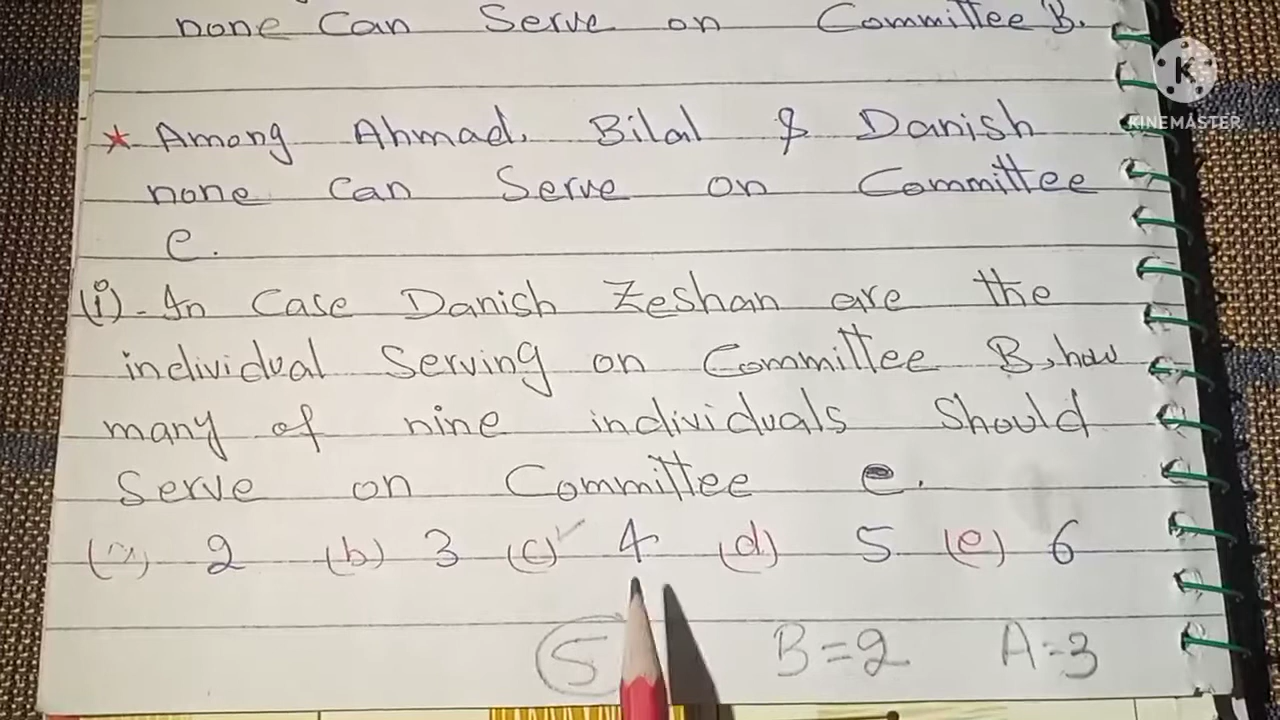 none Can Serve on Committee B.
K
KINEMASTER
* Among Ahmad, Bilal & Danish
none Can Serve on Committee
C.
(i)- In Case Danish Zeshan are the
individual Serving on Committee B, how
many of nine individuals Should
Serve on Committee C.
(a) 2 (b) 3 (c) ✓ 4 (d) 5 (e) 6
5 B=2 A=3